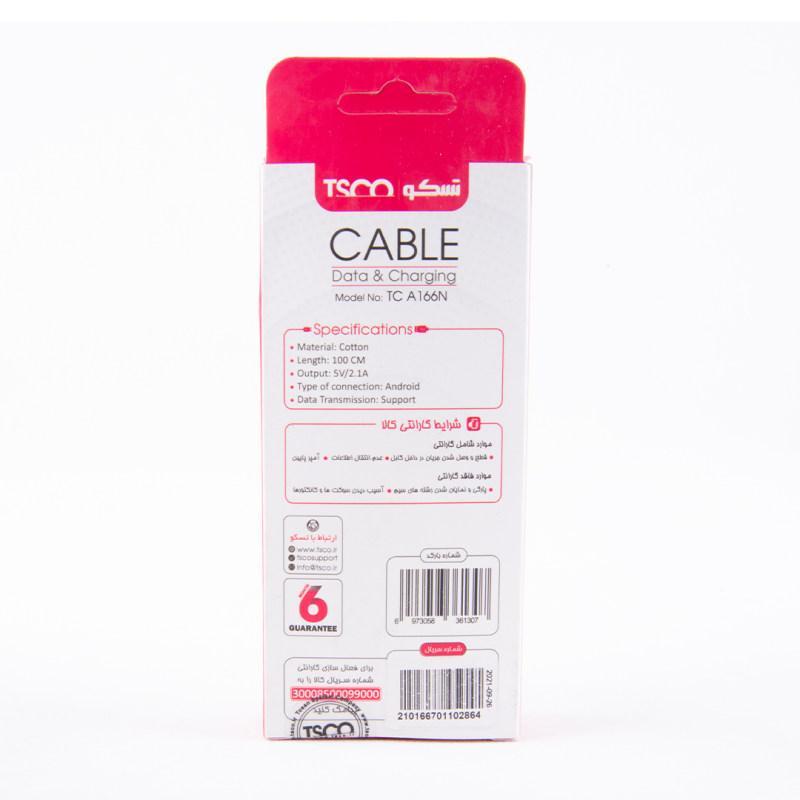 TSCO تسکو
CABLE
Data & Charging
Model No: TC A166N
Specifications
• Material: Cotton
• Length: 100 CM
• Output: 5V/2.1A
• Type of connection: Android
• Data Transmission: Support
شرایط گارانتی کالا
موارد شامل گارانتی
• قطع و وصل شدن جریان در داخل کابل • عدم انتقال اطلاعات • آمپر پایین
موارد فاقد گارانتی
• پارگی و نمایان شدن رشته های سیم • آسیب دیدن سوکت ها و کانکتورها
ارتباط با تسکو
www.tsco.ir
tscosupport
info@tsco.ir
شماره بارکد
6 973058 361307
6
GUARANTEE
شماره سریال
2021-09-26
210166701102864
برای فعال سازی گارانتی
شماره سریال کالا را به
30008500099000
پیامک کنید
TSCO